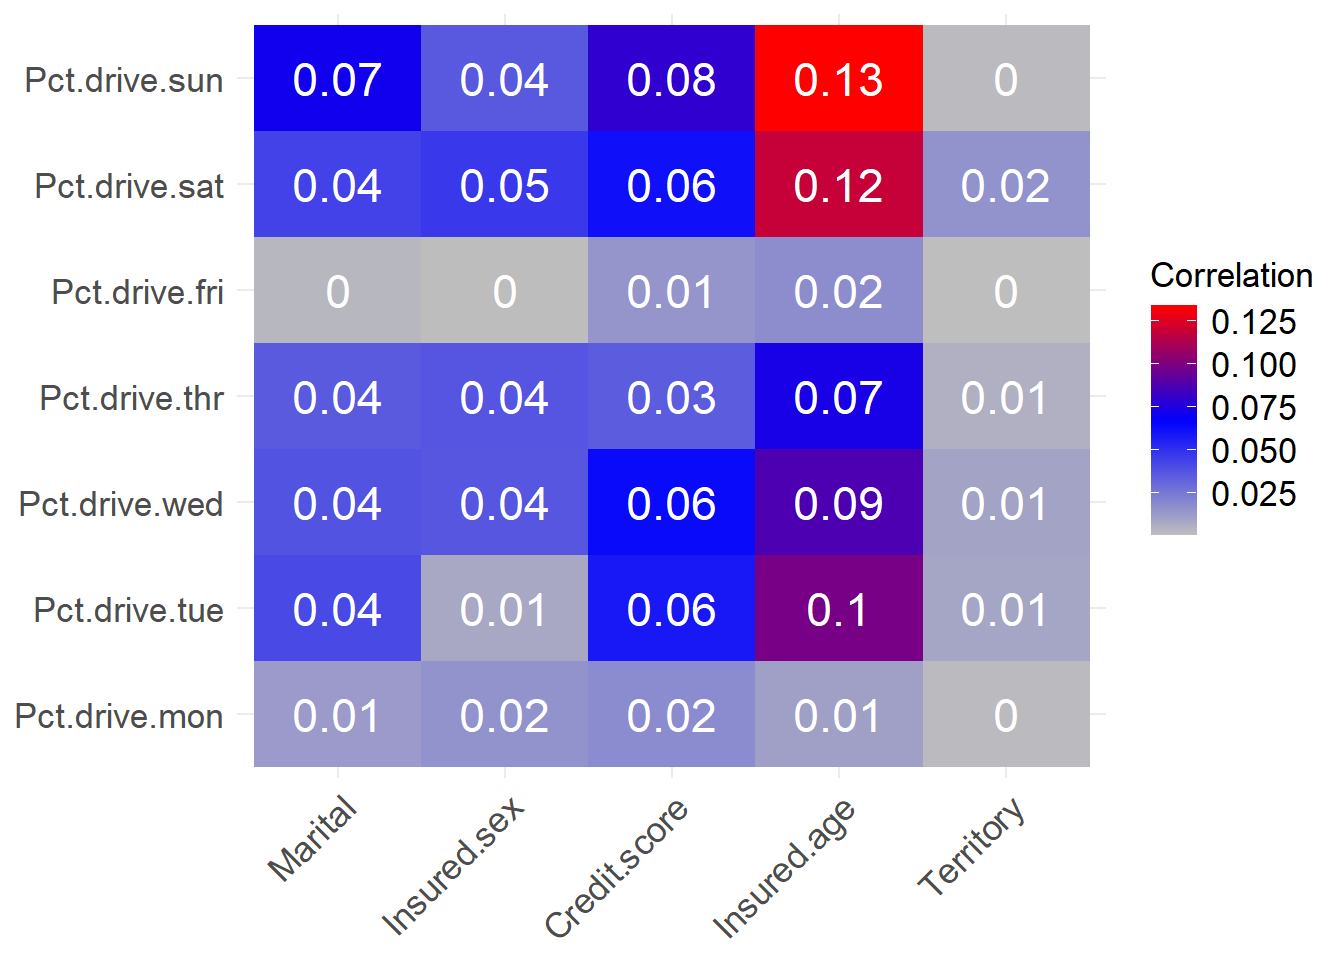 Pct.drive.sun 0.07 0.04 0.08 0.13 0
Pct.drive.sat 0.04 0.05 0.06 0.12 0.02
Pct.drive.fri 0 0 0.01 0.02 0
Pct.drive.thr 0.04 0.04 0.03 0.07 0.01
Pct.drive.wed 0.04 0.04 0.06 0.09 0.01
Pct.drive.tue 0.04 0.01 0.06 0.1 0.01
Pct.drive.mon 0.01 0.02 0.02 0.01 0
Marital Insured.sex Credit.score Insured.age Territory
Correlation
0.125
0.100
0.075
0.050
0.025